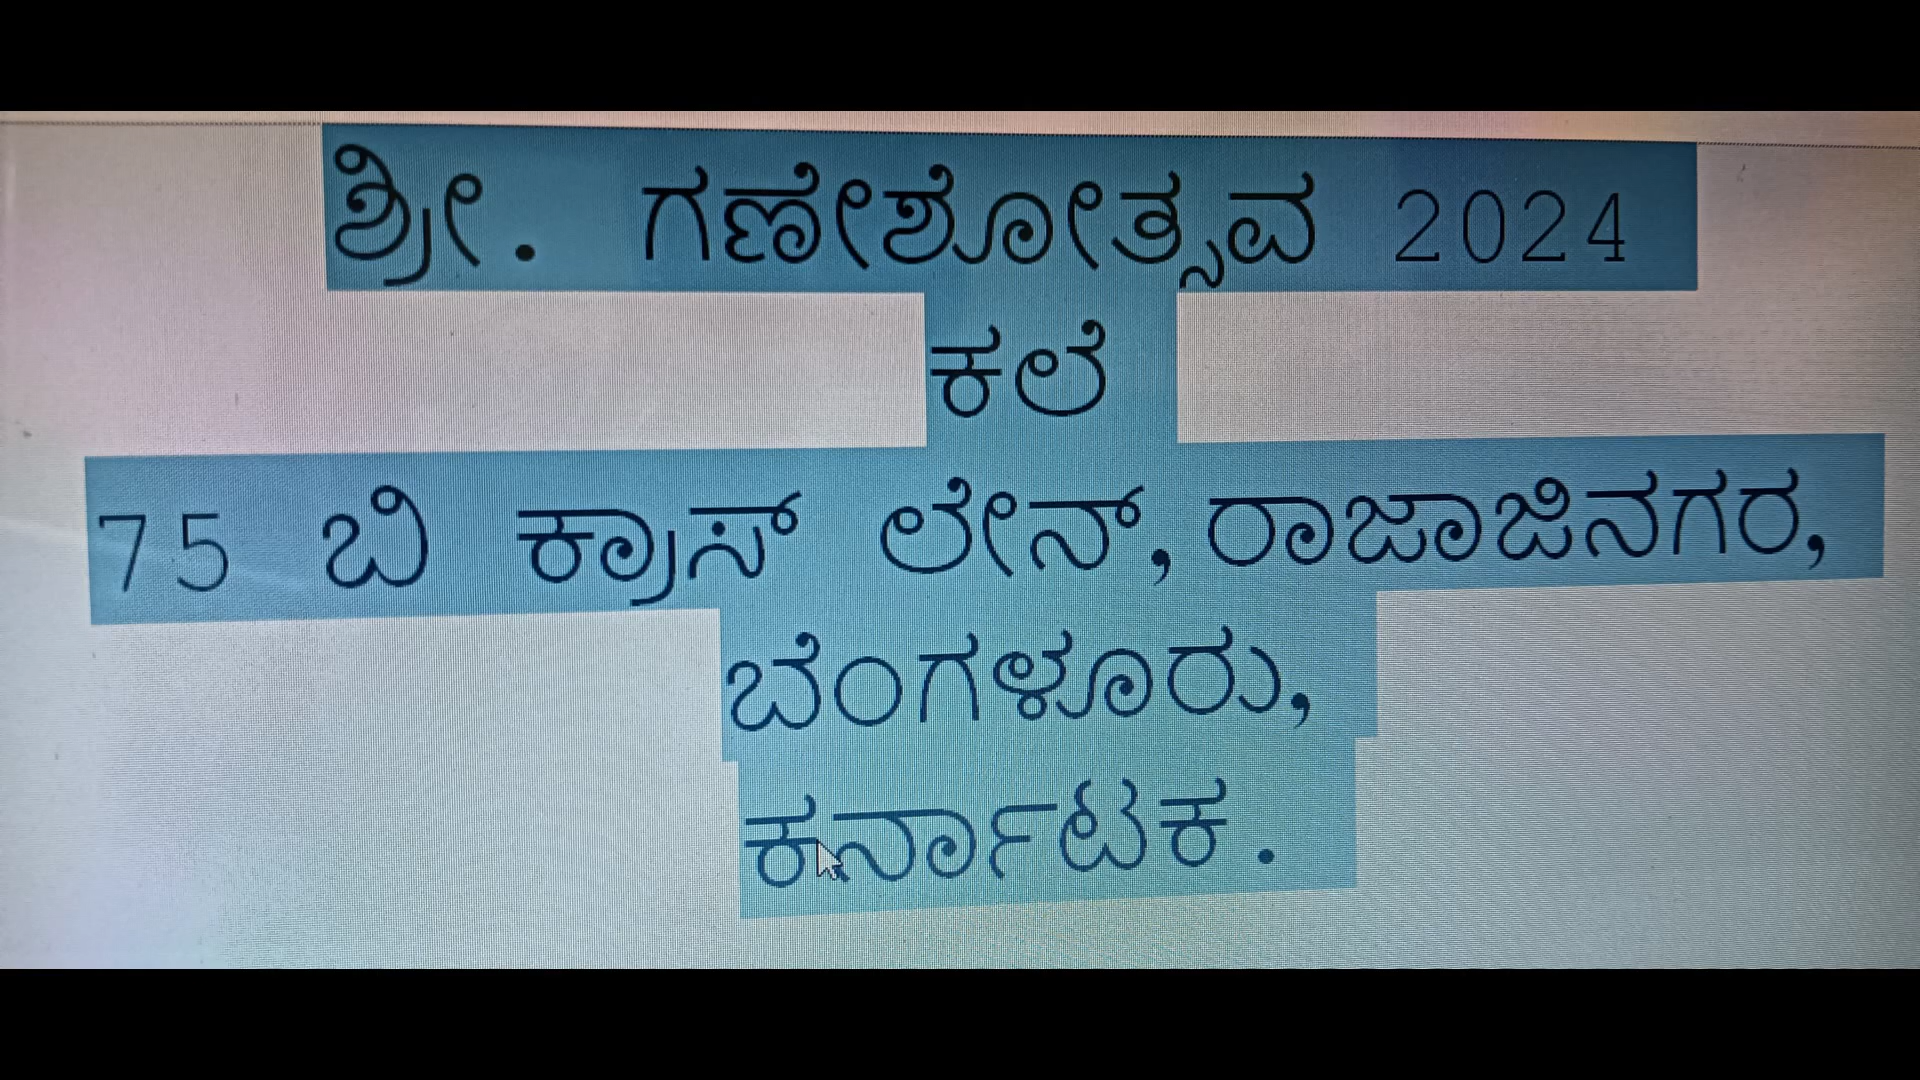 ಶ್ರೀ. ಗಣೇಶೋತ್ಸವ 2024
ಕಲೆ
75 ಬಿ ಕ್ರಾಸ್ ಲೇನ್, ರಾಜಾಜಿನಗರ,
ಬೆಂಗಳೂರು,
ಕರ್ನಾಟಕ.